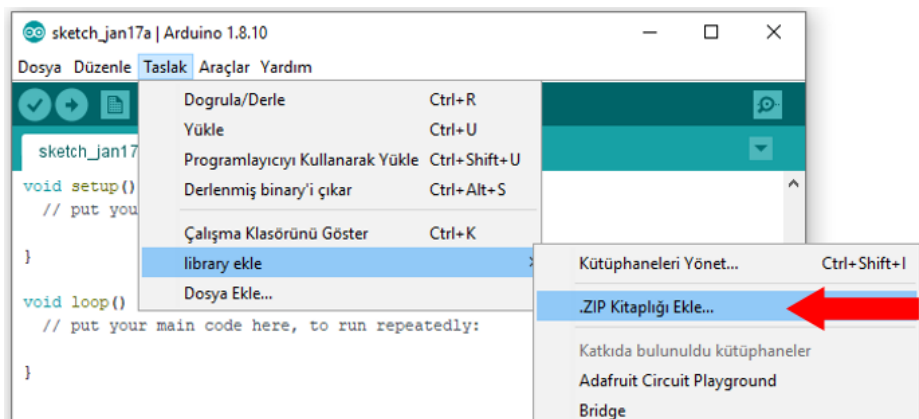 sketch_jan17a | Arduino 1.8.10
Dosya Düzenle Taslak Araçlar Yardım
Dogrula/Derle Ctrl+R
Yükle Ctrl+U
sketch_jan17
Programlayıcıyı Kullanarak Yükle Ctrl+Shift+U
void setup()
Derlenmiş binary'i çıkar Ctrl+Alt+S
// put you
Çalışma Klasörünü Göster Ctrl+K
}
library ekle
Kütüphaneleri Yönet... Ctrl+Shift+I
void loop()
Dosya Ekle...
.ZIP Kitaplığı Ekle...
// put your main code here, to run repeatedly:
Katkıda bulunuldu kütüphaneler
}
Adafruit Circuit Playground
Bridge